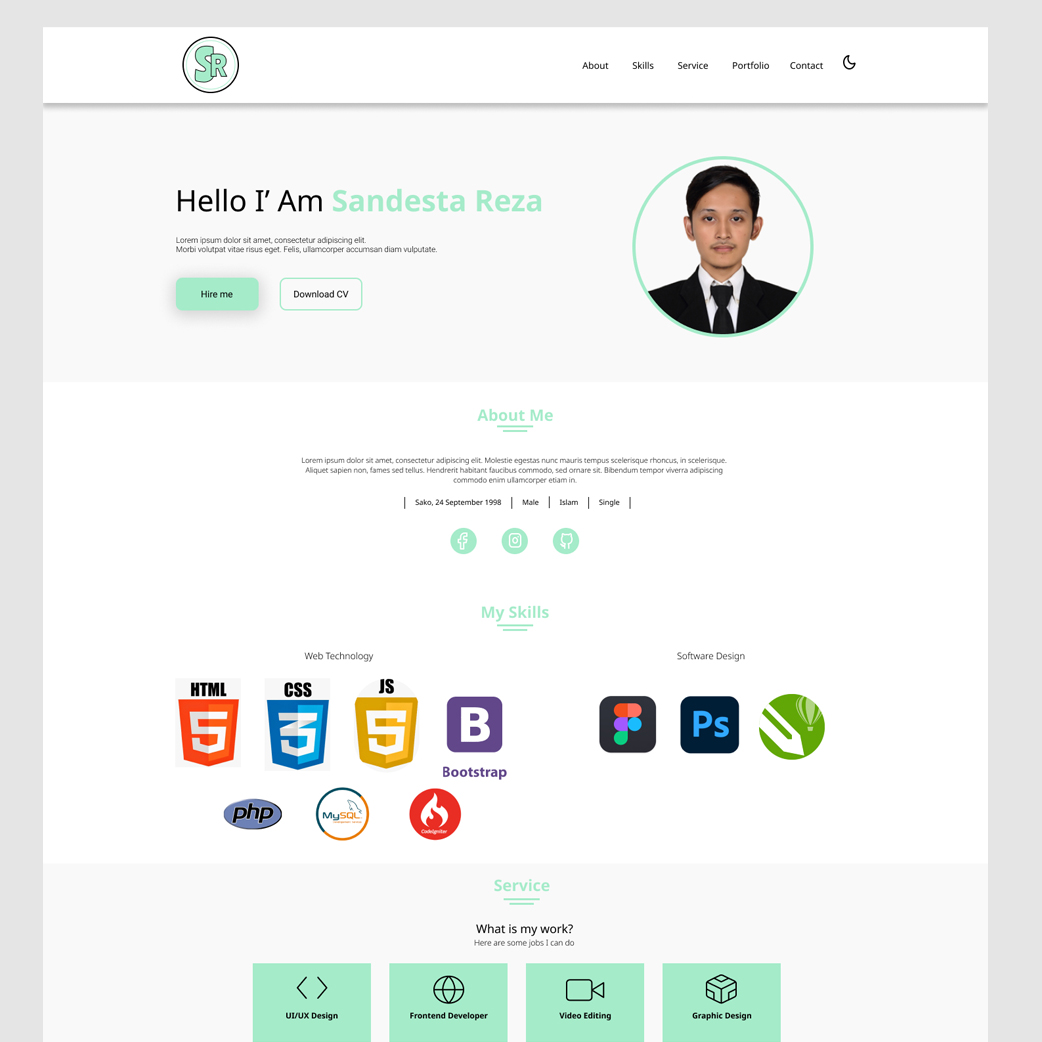 SR
About Skills Service Portfolio Contact
Hello I’ Am Sandesta Reza
Lorem ipsum dolor sit amet, consectetur adipiscing elit.
Morbi volutpat vitae risus eget. Felis, ullamcorper accumsan diam vulputate.
Hire me Download CV
About Me
Lorem ipsum dolor sit amet, consectetur adipiscing elit. Molestie egestas nunc mauris tempus scelerisque rhoncus, in scelerisque.
Aliquet sapien non, fames sed tellus. Hendrerit habitant faucibus commodo, sed ornare sit. Bibendum tempor viverra adipiscing
commodo enim ullamcorper etiam in.
Sako, 24 September 1998 | Male | Islam | Single
My Skills
Web Technology
HTML
5
CSS
3
JS
5
B
Bootstrap
php
MySQL
CodeIgniter
Software Design
Ps
Service
What is my work?
Here are some jobs I can do
UI/UX Design
Frontend Developer
Video Editing
Graphic Design